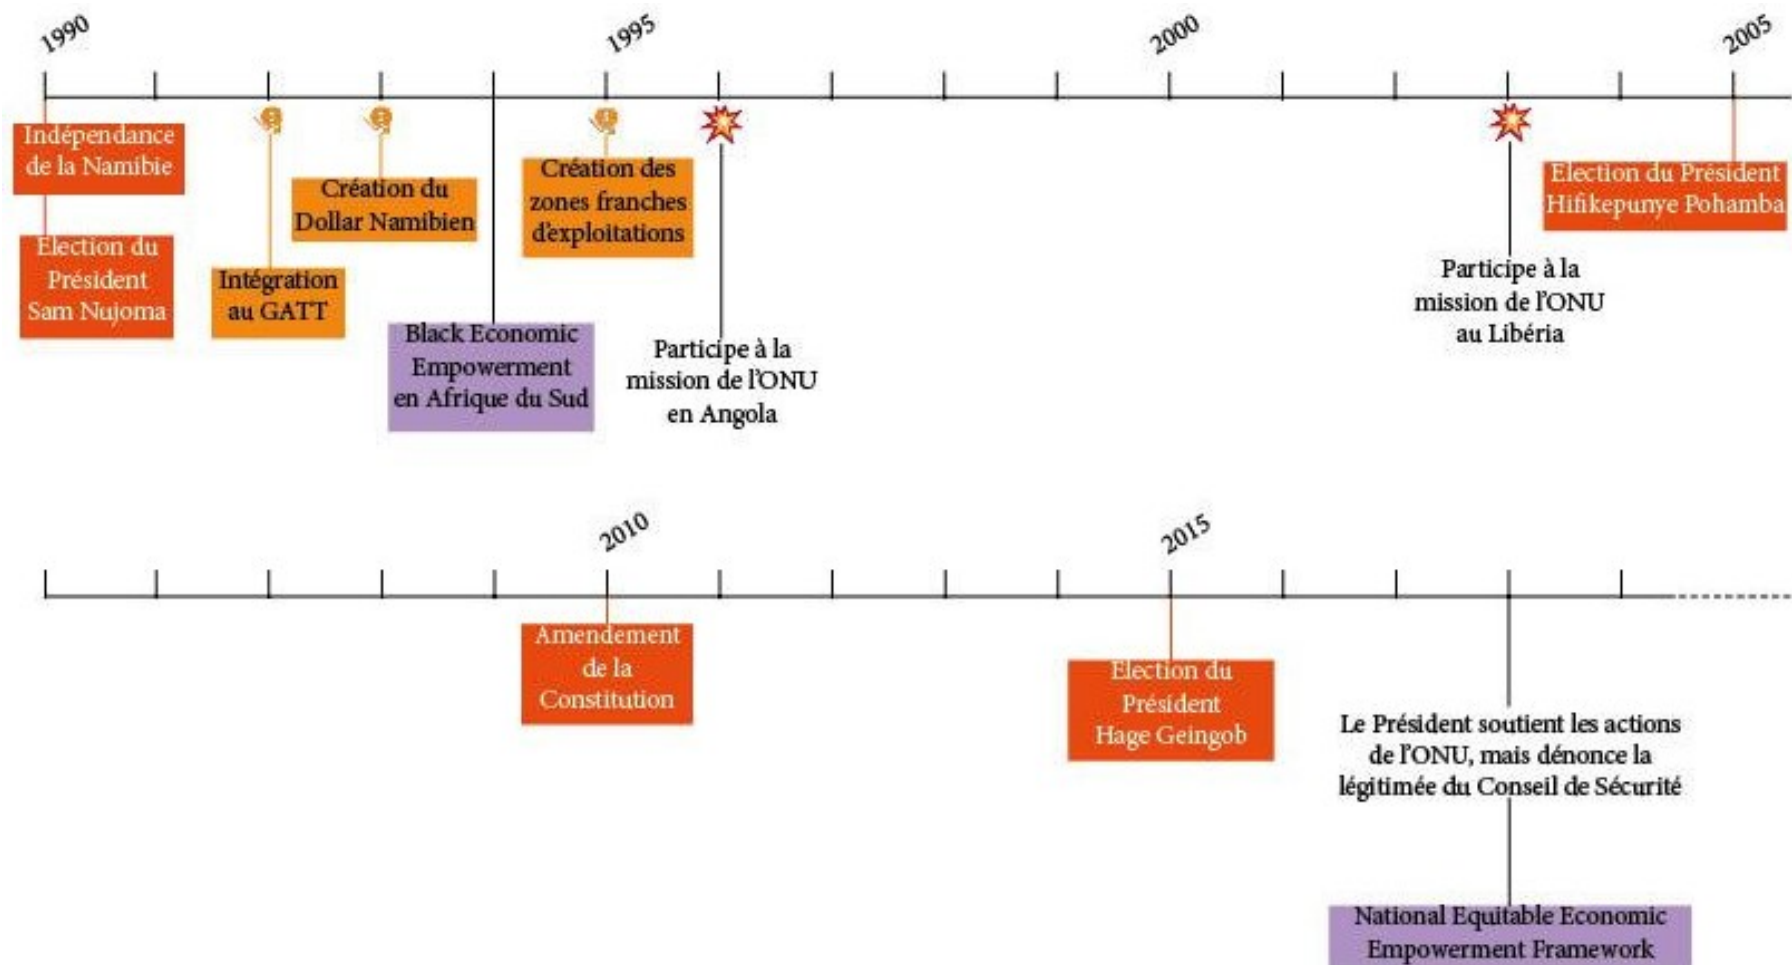 1990
1995
2000
2005
Indépendance
de la Namibie
Election du
Président
Sam Nujoma
Intégration
au GATT
Création du
Dollar Namibien
Black Economic
Empowerment
en Afrique du Sud
Création des
zones franches
d'exploitations
Participe à la
mission de l'ONU
en Angola
Participe à la
mission de l'ONU
au Libéria
Election du Président
Hifikepunye Pohamba
2010
2015
Amendement
de la
Constitution
Election du
Président
Hage Geingob
Le Président soutient les actions
de l'ONU, mais dénonce la
légitimée du Conseil de Sécurité
National Equitable Economic
Empowerment Framework